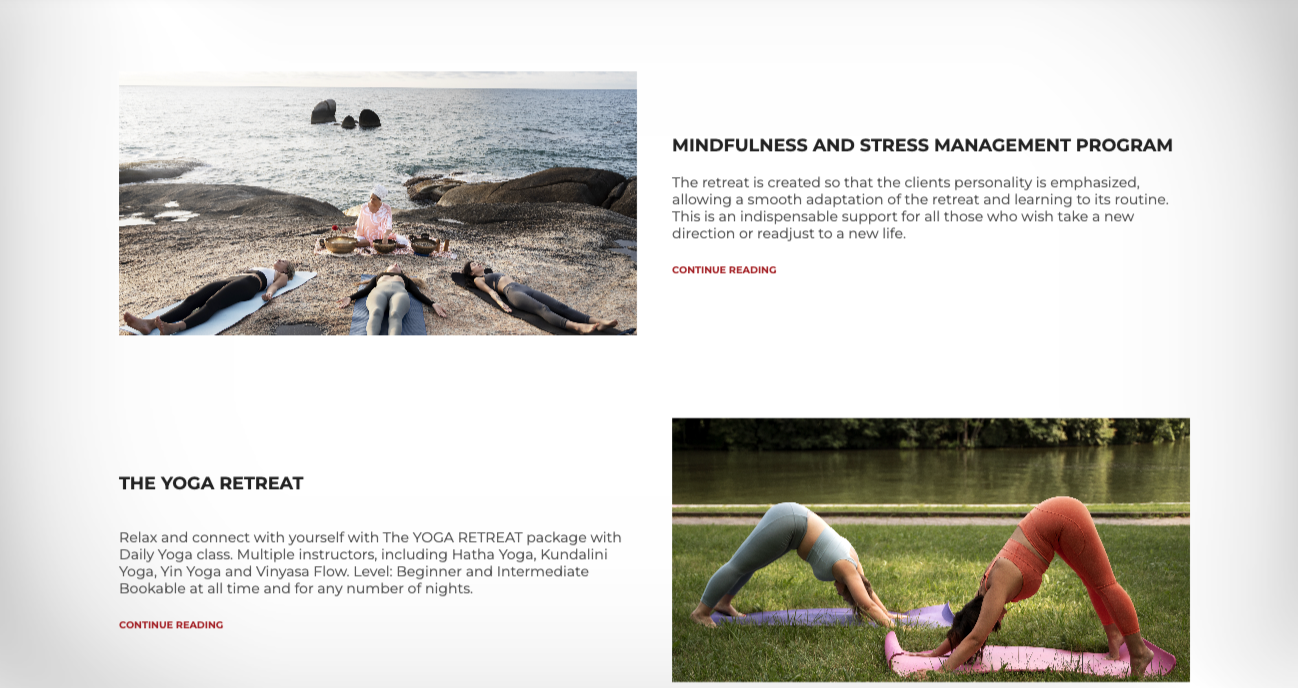 MINDFULNESS AND STRESS MANAGEMENT PROGRAM
The retreat is created so that the clients personality is emphasized,
allowing a smooth adaptation of the retreat and learning to its routine.
This is an indispensable support for all those who wish take a new
direction or readjust to a new life.
CONTINUE READING
THE YOGA RETREAT
Relax and connect with yourself with The YOGA RETREAT package with
Daily Yoga class. Multiple instructors, including Hatha Yoga, Kundalini
Yoga, Yin Yoga and Vinyasa Flow. Level: Beginner and Intermediate
Bookable at all time and for any number of nights.
CONTINUE READING